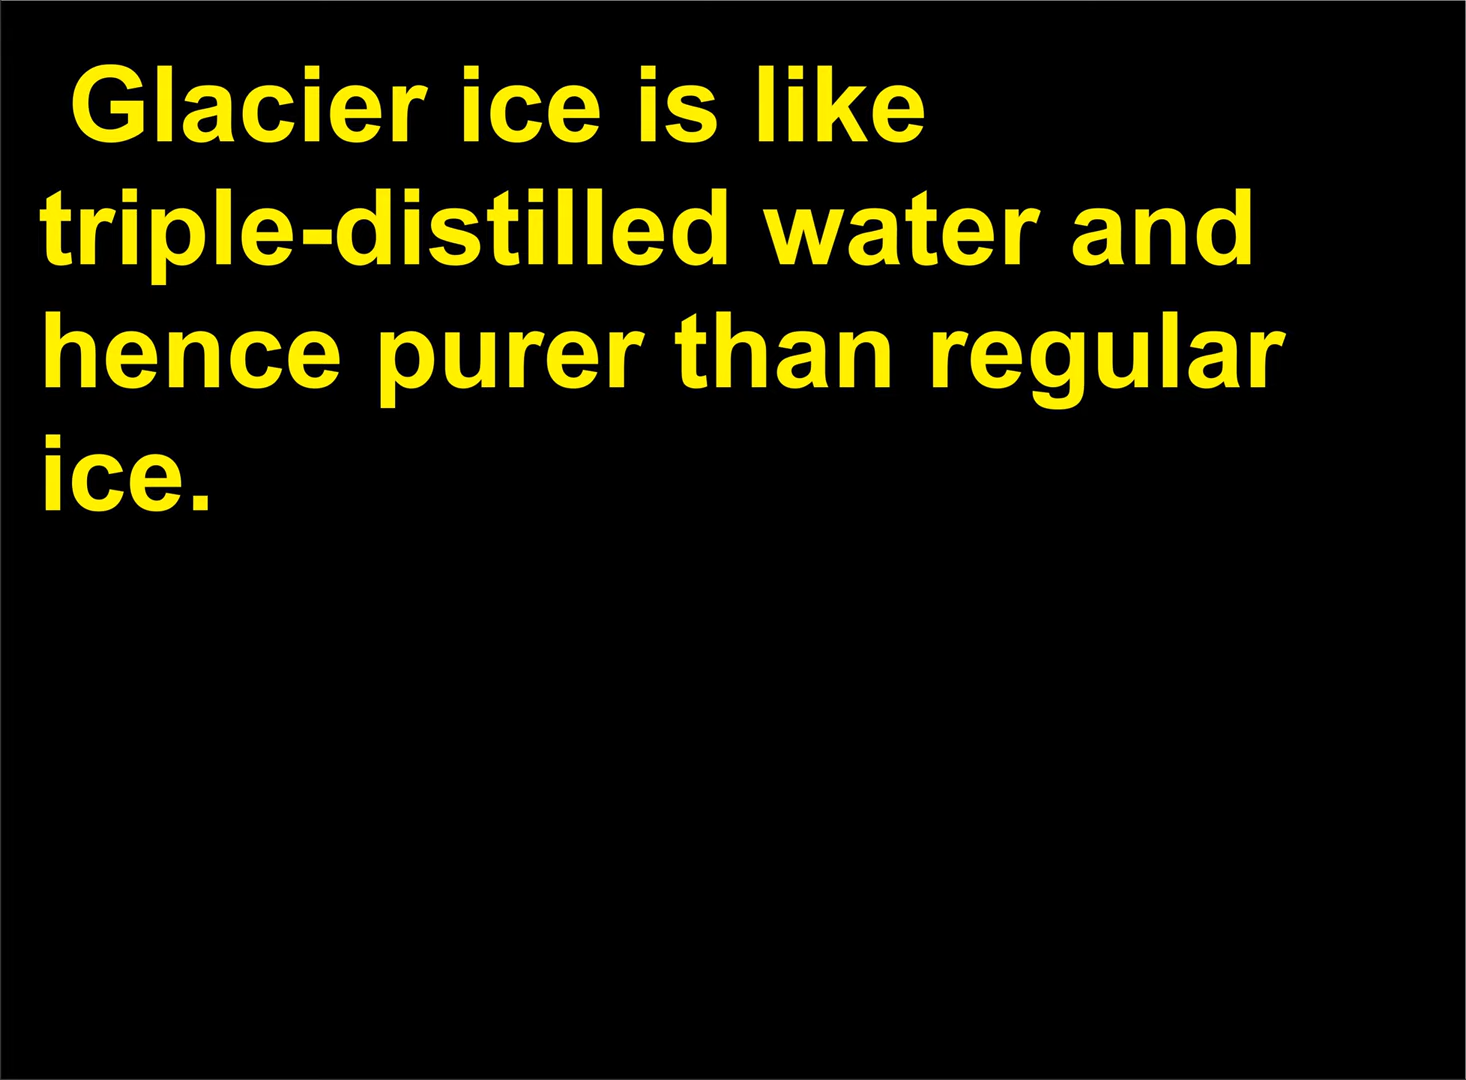 Glacier ice is like
triple-distilled water and
hence purer than regular
ice.